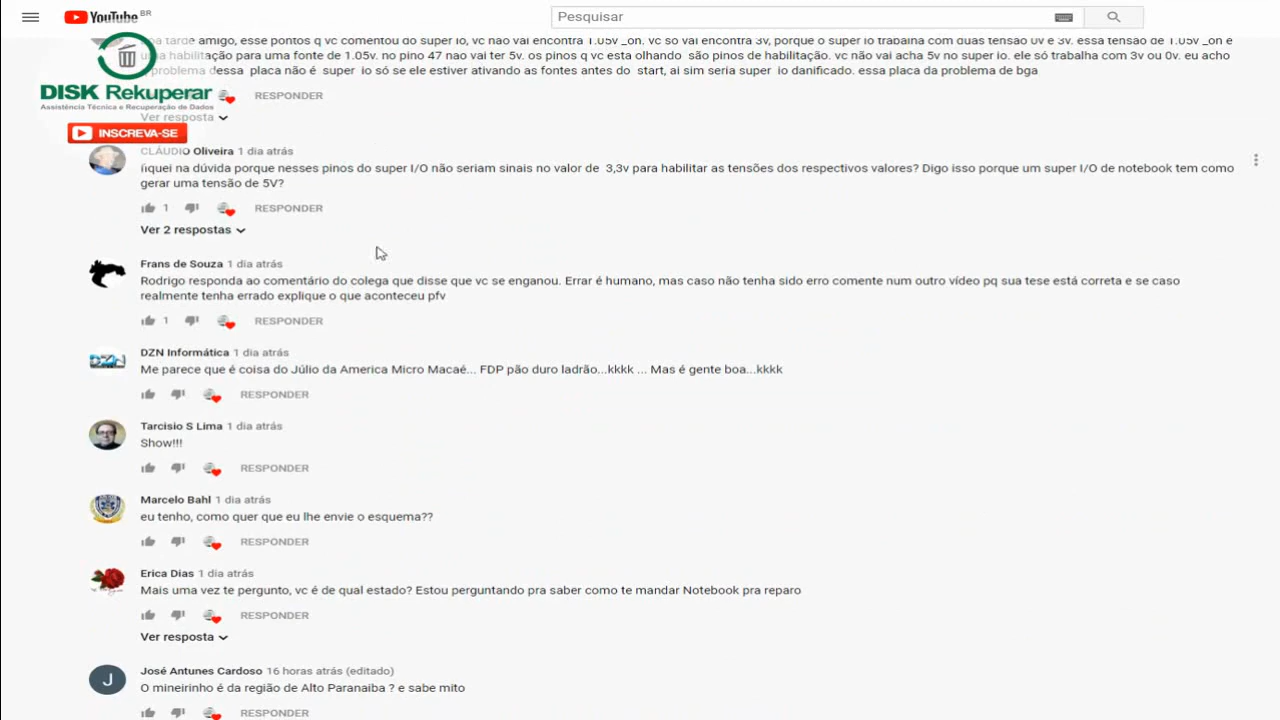 YouTube BR
Pesquisar
tarde amigo, esse pontos q vc comentou do super io, vc não vai encontra 1.05v _on. vc so vai encontra 3v, porque o super io trabalha com duas tensão 0v e 3v. essa tensão de 1.05v _on e
habilitação para uma fonte de 1.05v. no pino 47 nao vai ter 5v. os pinos q vc esta olhando são pinos de habilitação. vc não vai acha 5v no super io. ele só trabalha com 3v ou 0v. eu acho
problema dessa placa não é super io só se ele estiver ativando as fontes antes do start, ai sim seria super io danificado. essa placa da problema de bga
DISK Rekuperar
Assistência Técnica e Recuperação de Dados
RESPONDER
Ver resposta
INSCREVA-SE
CLÁUDIO Oliveira 1 dia atrás
fiquei na dúvida porque nesses pinos do super I/O não seriam sinais no valor de 3,3v para habilitar as tensões dos respectivos valores? Digo isso porque um super I/O de notebook tem como
gerar uma tensão de 5V?
1 RESPONDER
Ver 2 respostas
Frans de Souza 1 dia atrás
Rodrigo responda ao comentário do colega que disse que vc se enganou. Errar é humano, mas caso não tenha sido erro comente num outro vídeo pq sua tese está correta e se caso
realmente tenha errado explique o que aconteceu pfv
1 RESPONDER
DZN Informática 1 dia atrás
Me parece que é coisa do Júlio da America Micro Macaé... FDP pão duro ladrão...kkkk ... Mas é gente boa...kkkk
RESPONDER
Tarcisio S Lima 1 dia atrás
Show!!!
RESPONDER
Marcelo Bahl 1 dia atrás
eu tenho, como quer que eu lhe envie o esquema??
RESPONDER
Erica Dias 1 dia atrás
Mais uma vez te pergunto, vc é de qual estado? Estou perguntando pra saber como te mandar Notebook pra reparo
RESPONDER
Ver resposta
J
José Antunes Cardoso 16 horas atrás (editado)
O mineirinho é da região de Alto Paranaiba ? e sabe mito
RESPONDER